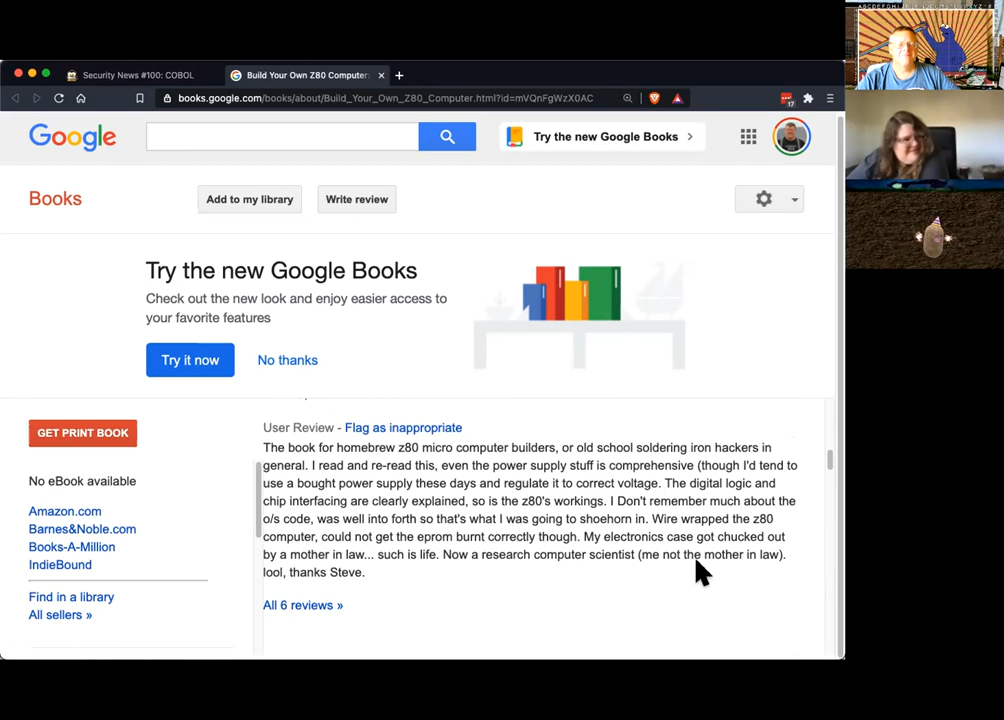 ABCDEFGHI
Security News #100: COBOL
Build Your Own Z80 Computer:
books.google.com/books/about/Build_Your_Own_Z80_Computer.html?id=mVQnFgWzX0AC
17
Google
Try the new Google Books
Books
Add to my library
Write review
Try the new Google Books
Check out the new look and enjoy easier access to
your favorite features
Try it now
No thanks
GET PRINT BOOK
No eBook available
Amazon.com
Barnes&Noble.com
Books-A-Million
IndieBound
Find in a library
All sellers »
User Review - Flag as inappropriate
The book for homebrew z80 micro computer builders, or old school soldering iron hackers in
general. I read and re-read this, even the power supply stuff is comprehensive (though I'd tend to
use a bought power supply these days and regulate it to correct voltage. The digital logic and
chip interfacing are clearly explained, so is the z80's workings. I Don't remember much about the
o/s code, was well into forth so that's what I was going to shoehorn in. Wire wrapped the z80
computer, could not get the eprom burnt correctly though. My electronics case got chucked out
by a mother in law... such is life. Now a research computer scientist (me not the mother in law).
lool, thanks Steve.
All 6 reviews »